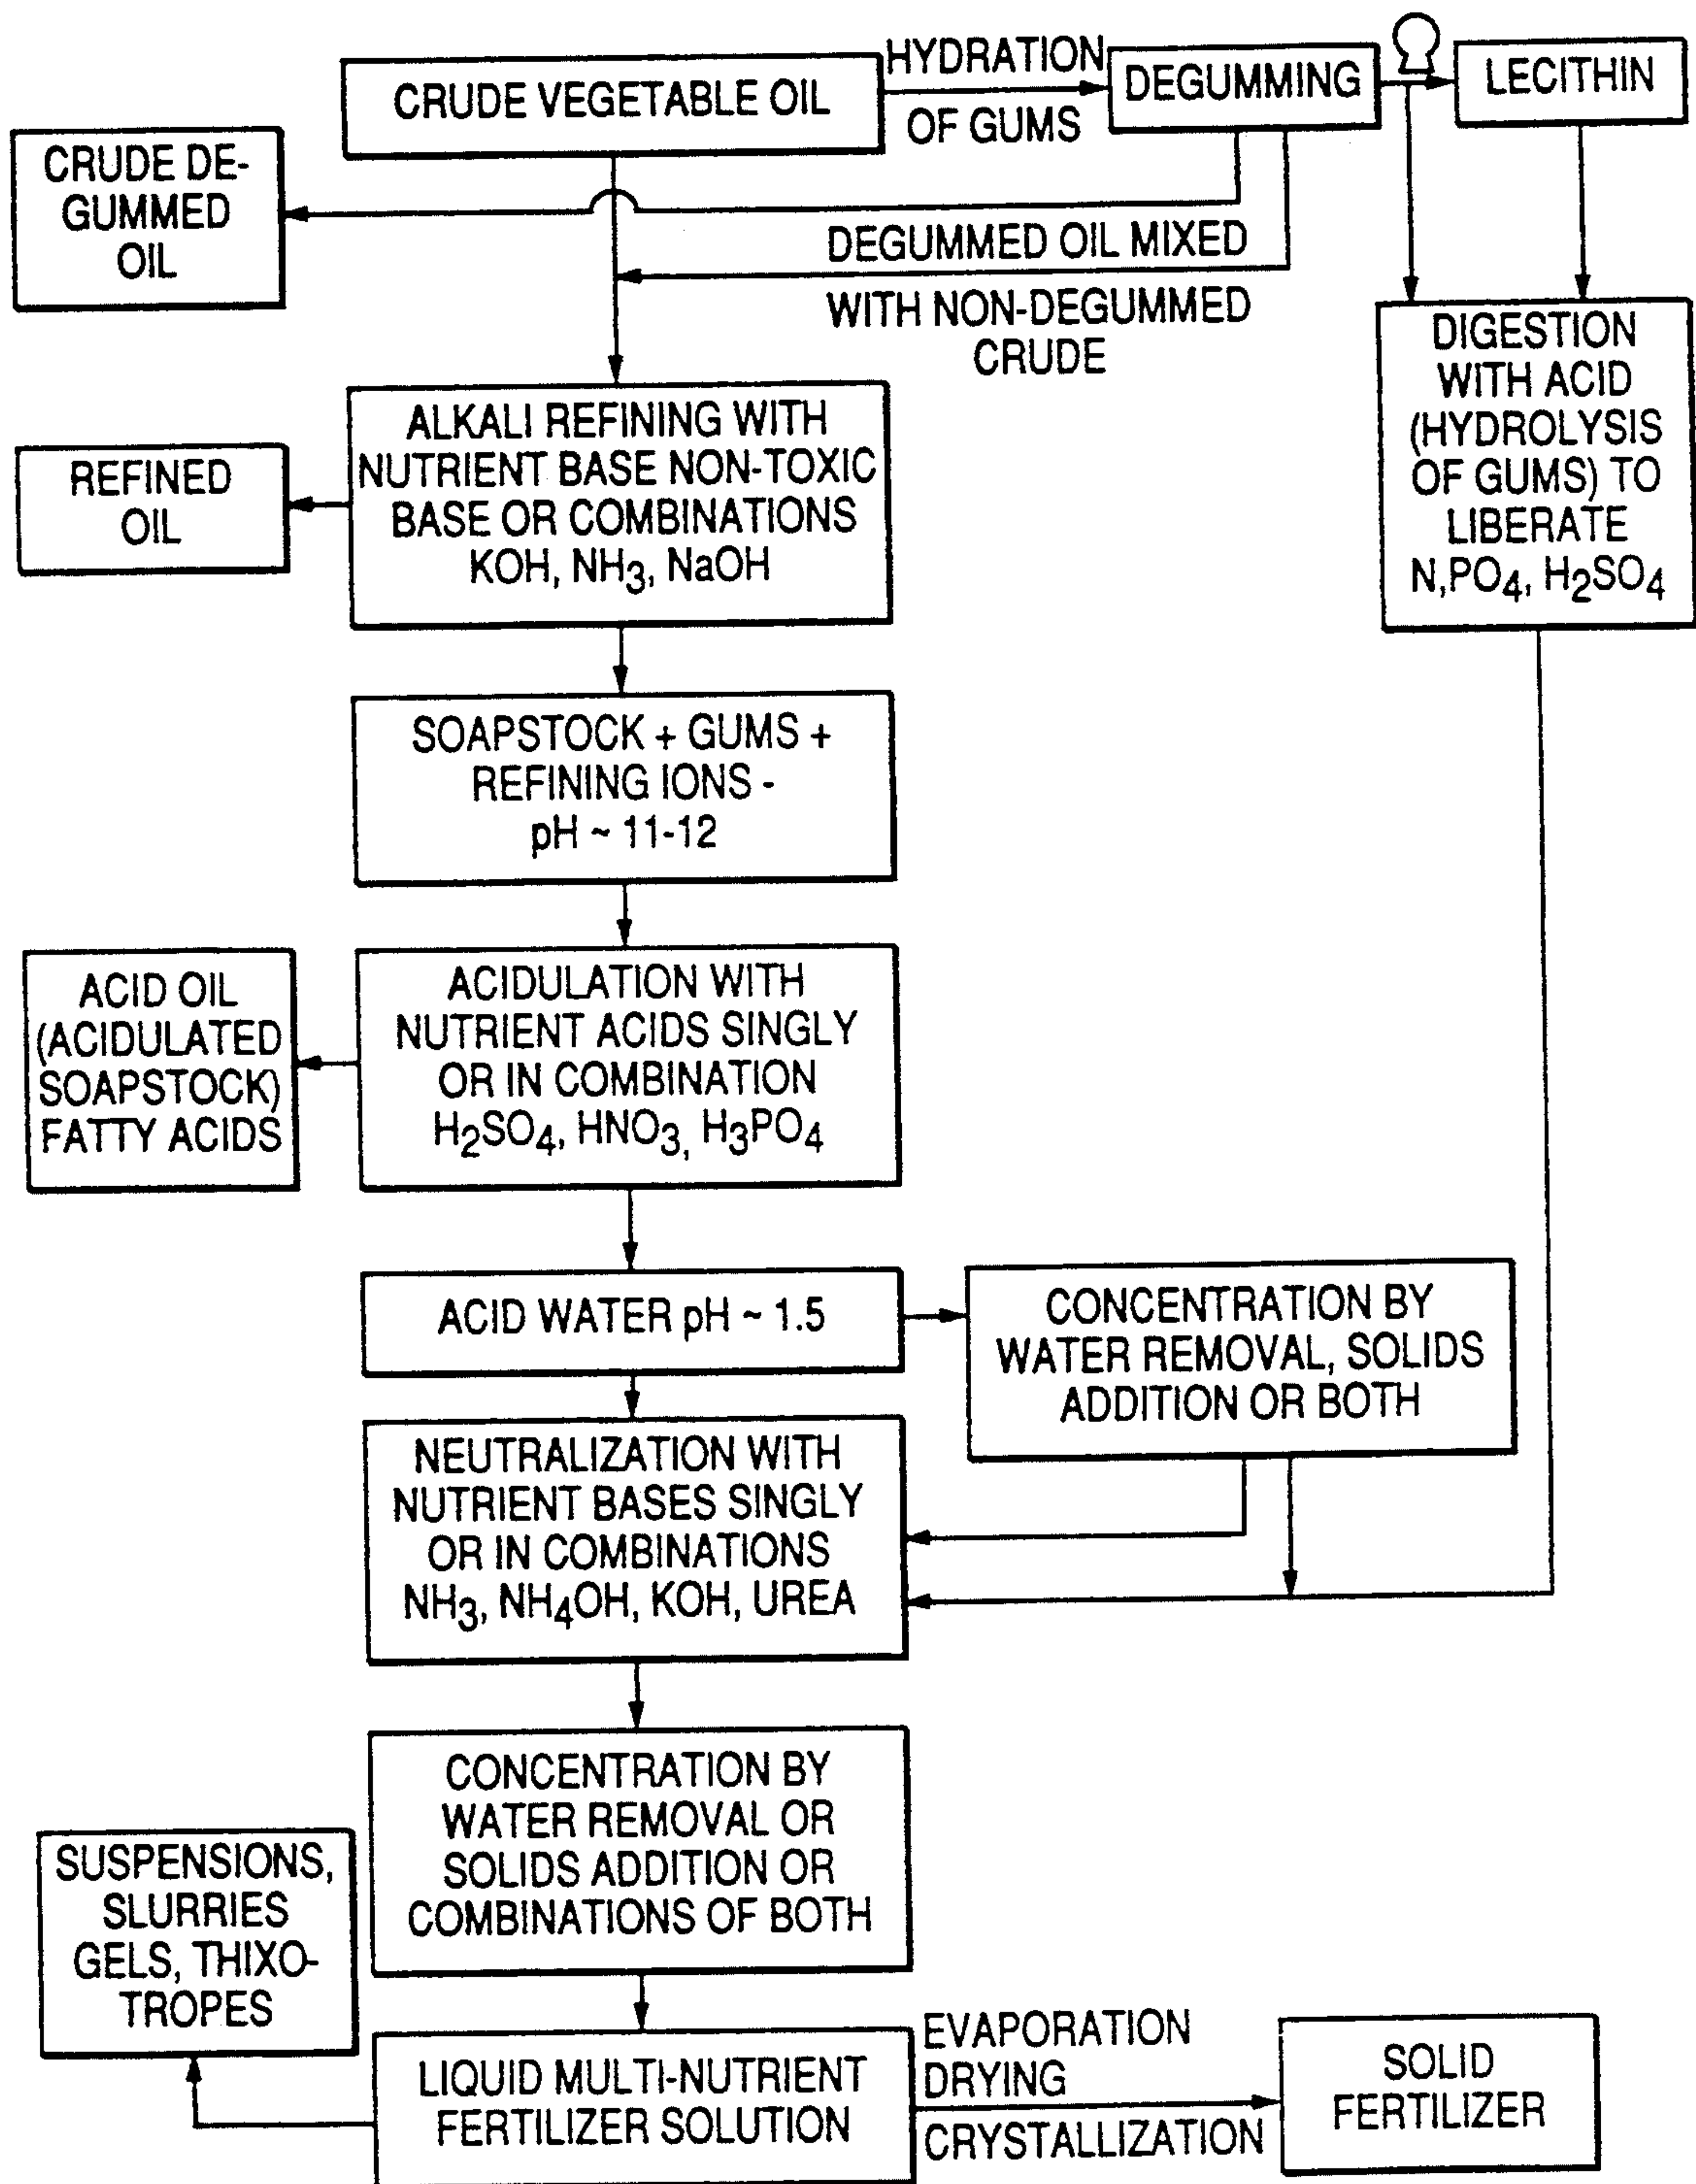 CRUDE VEGETABLE OIL
HYDRATION
OF GUMS
DEGUMMING
LECITHIN
CRUDE DE-
GUMMED
OIL
DEGUMMED OIL MIXED
WITH NON-DEGUMMED
CRUDE
DIGESTION
WITH ACID
(HYDROLYSIS
OF GUMS) TO
LIBERATE
N,PO₄, H₂SO₄
ALKALI REFINING WITH
NUTRIENT BASE NON-TOXIC
BASE OR COMBINATIONS
KOH, NH₃, NaOH
REFINED
OIL
SOAPSTOCK + GUMS +
REFINING IONS -
pH ~ 11-12
ACID OIL
(ACIDULATED
SOAPSTOCK)
FATTY ACIDS
ACIDULATION WITH
NUTRIENT ACIDS SINGLY
OR IN COMBINATION
H₂SO₄, HNO₃, H₃PO₄
ACID WATER pH ~ 1.5
CONCENTRATION BY
WATER REMOVAL, SOLIDS
ADDITION OR BOTH
NEUTRALIZATION WITH
NUTRIENT BASES SINGLY
OR IN COMBINATIONS
NH₃, NH₄OH, KOH, UREA
CONCENTRATION BY
WATER REMOVAL OR
SOLIDS ADDITION OR
COMBINATIONS OF BOTH
SUSPENSIONS,
SLURRIES
GELS, THIXO-
TROPES
LIQUID MULTI-NUTRIENT
FERTILIZER SOLUTION
EVAPORATION
DRYING
CRYSTALLIZATION
SOLID
FERTILIZER